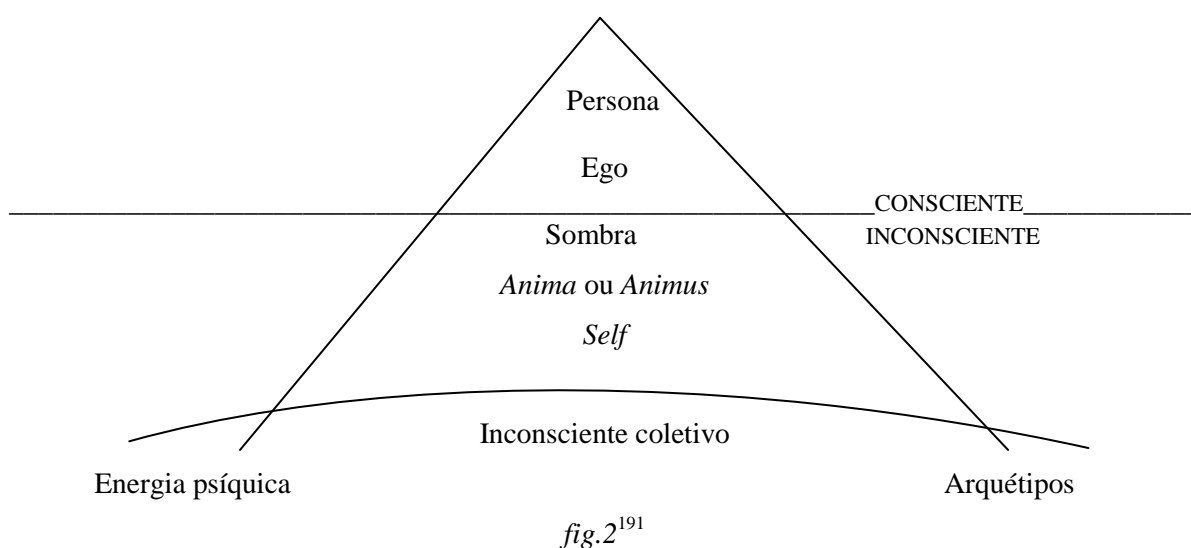 Persona
Ego
CONSCIENTE
INCONSCIENTE
Sombra
Anima ou Animus
Self
Inconsciente coletivo
Energia psíquica
Arquétipos
fig.2191